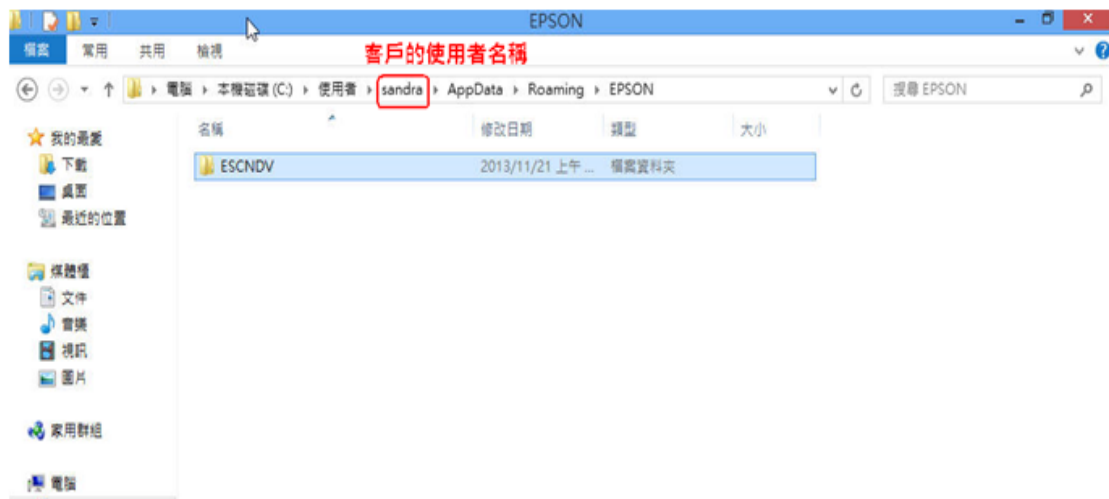 EPSON
檔案 常用 共用 檢視
客戶的使用者名稱
電腦 本機磁碟 (C:) 使用者 sandra AppData Roaming EPSON 搜尋 EPSON
名稱 修改日期 類型 大小
ESCNDV 2013/11/21 上午 ... 檔案資料夾
我的最愛
下載
桌面
最近的位置
媒體櫃
文件
音樂
視訊
圖片
家用群組
電腦